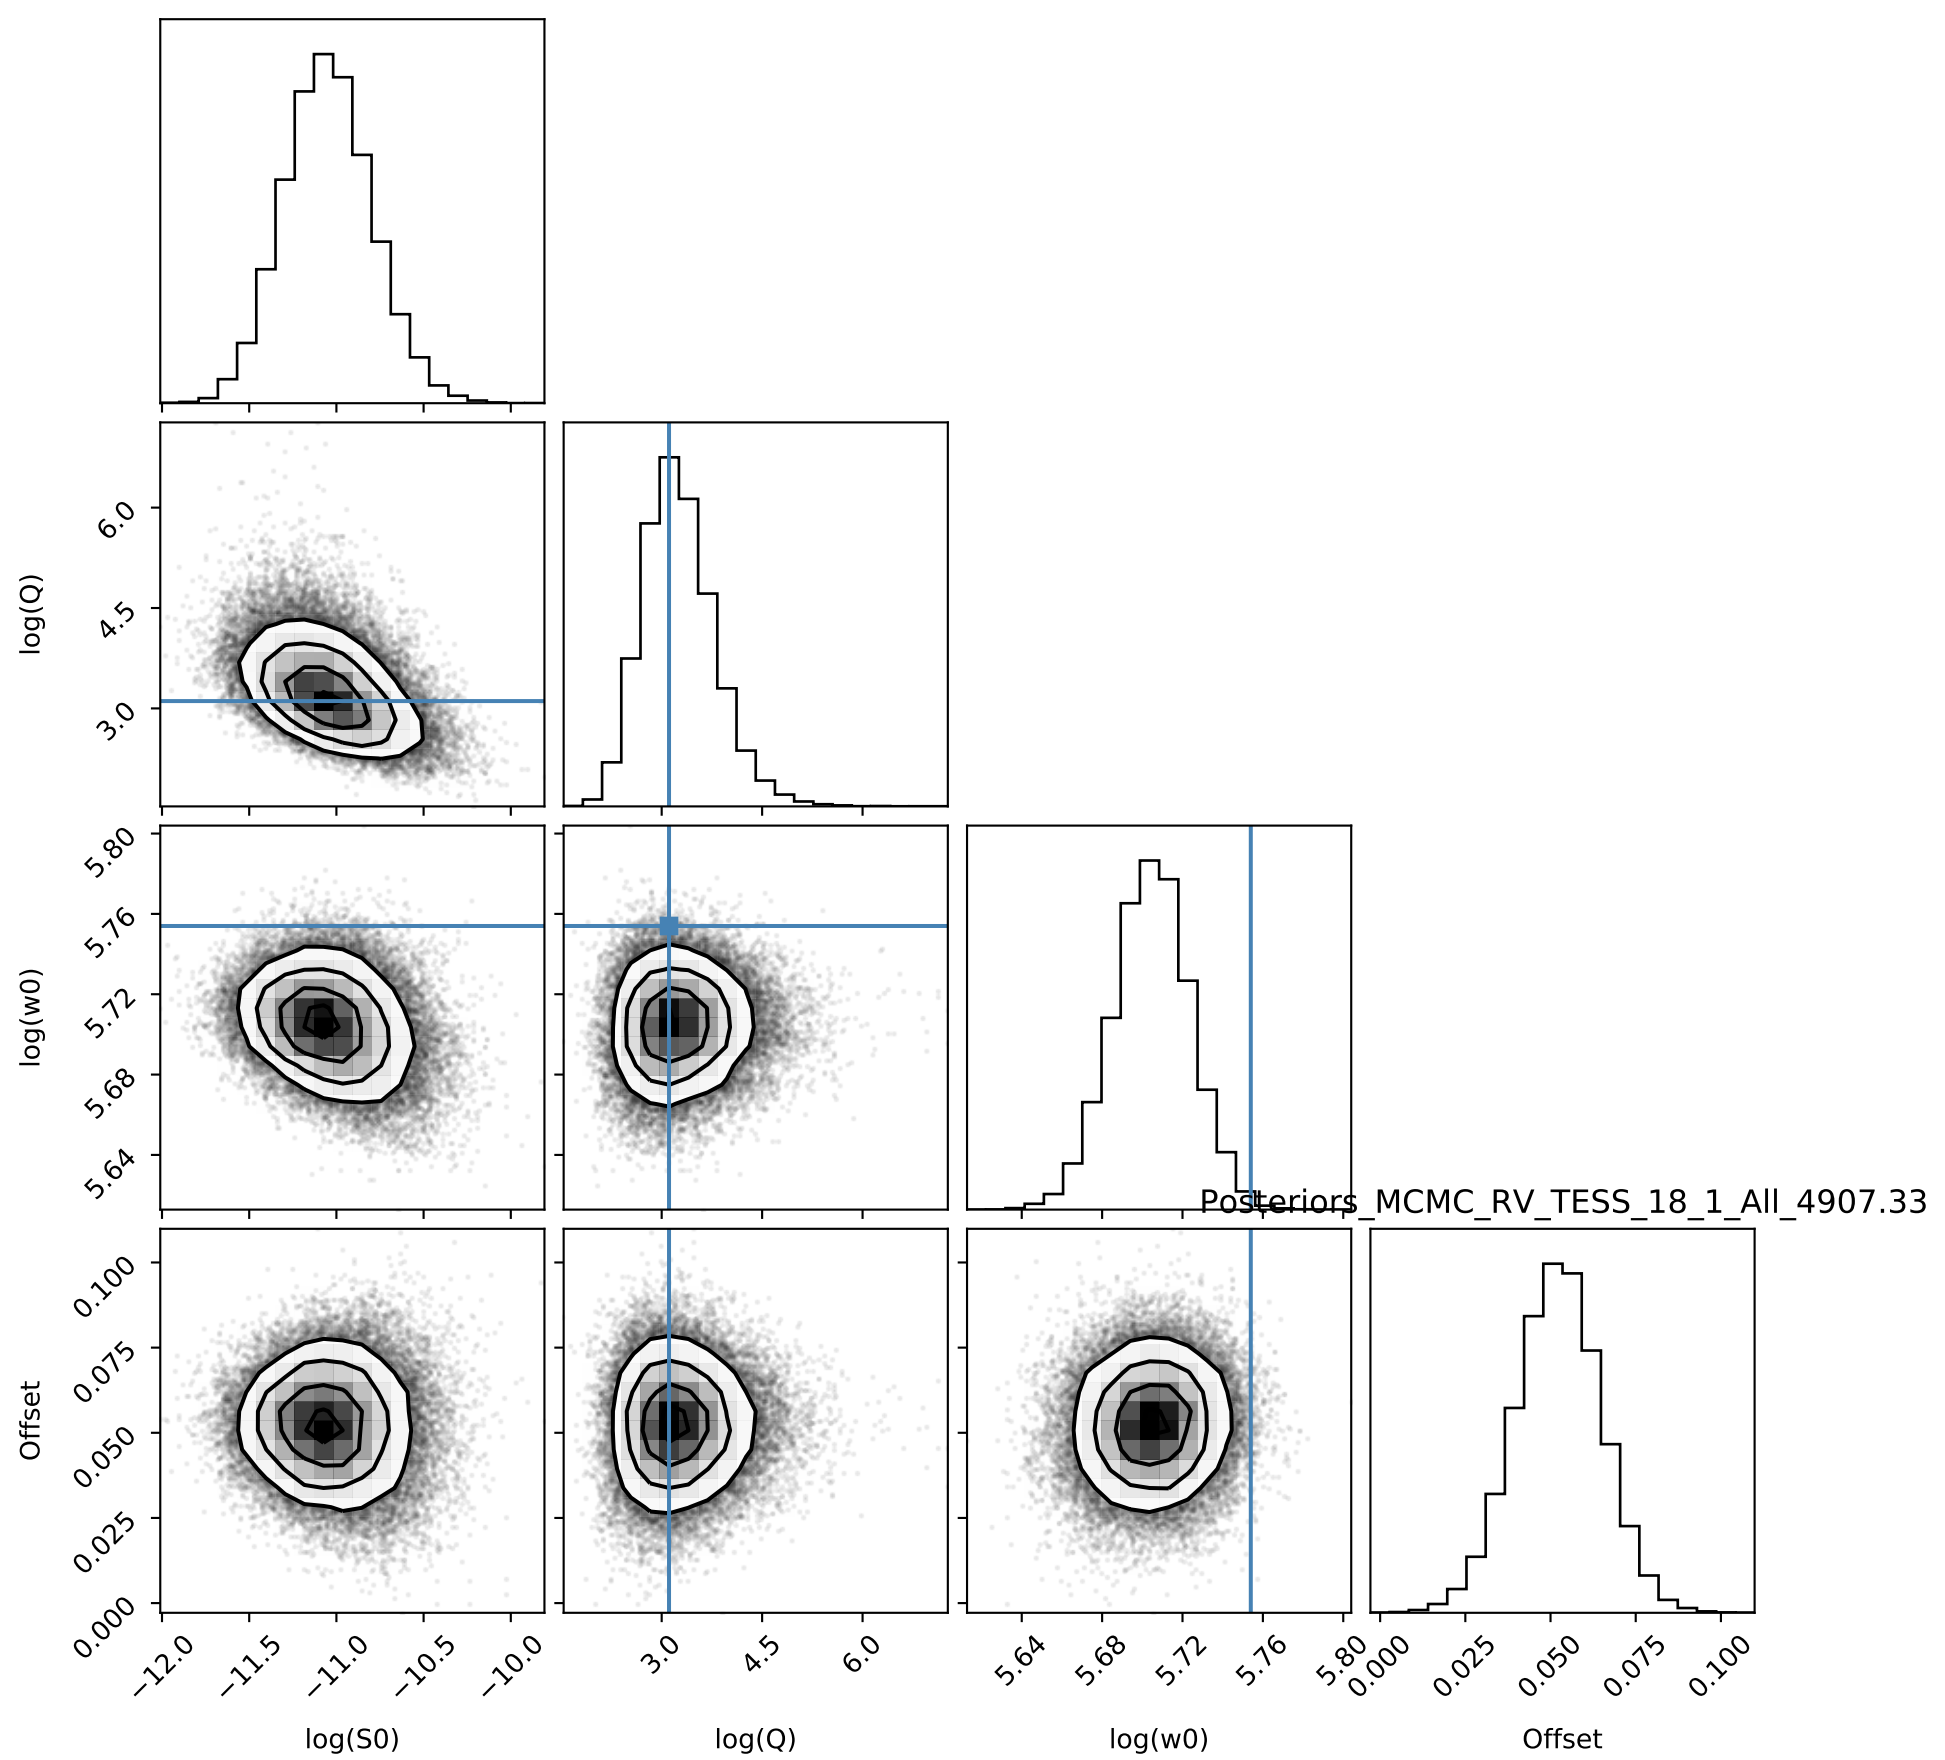 log(Q)
6.0
4.5
3.0
log(w0)
5.80
5.76
5.72
5.68
5.64
Posteriors_MCMC_RV_TESS_18_1_All_4907.33
Offset
0.100
0.075
0.050
0.025
0.000
−12.0 −11.5 −11.0 −10.5 −10.0 3.0 4.5 6.0 5.64 5.68 5.72 5.76 5.80 0.000 0.025 0.050 0.075 0.100
log(S0) log(Q) log(w0) Offset